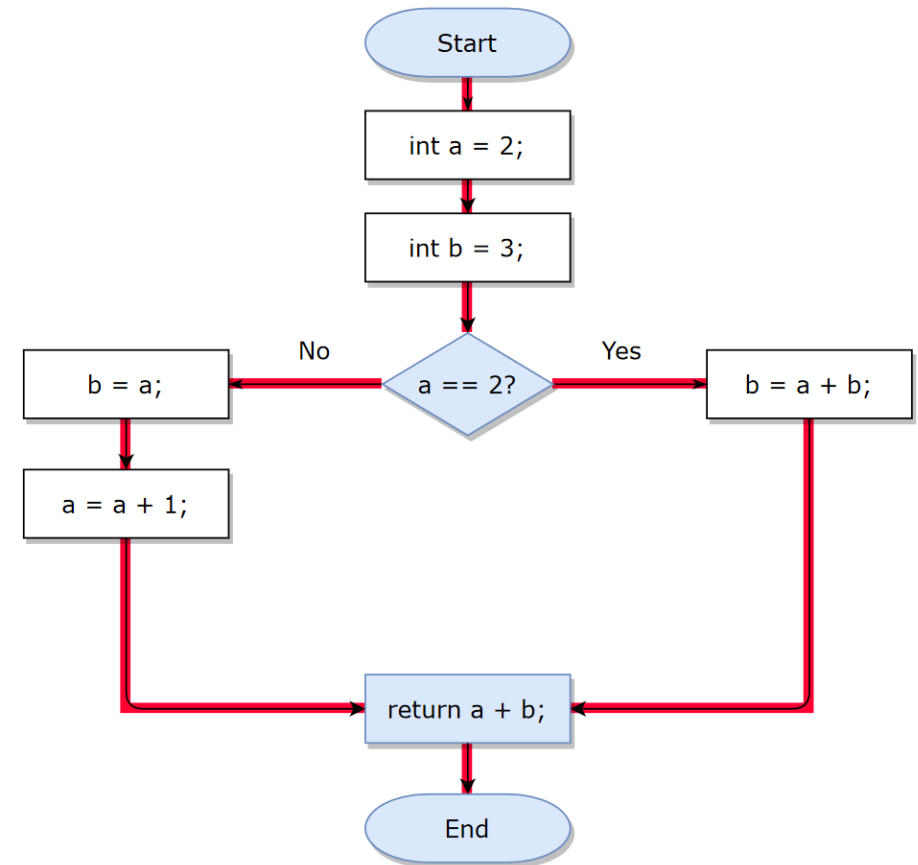 Start
int a = 2;
int b = 3;
No
Yes
b = a;
a == 2?
b = a + b;
a = a + 1;
return a + b;
End